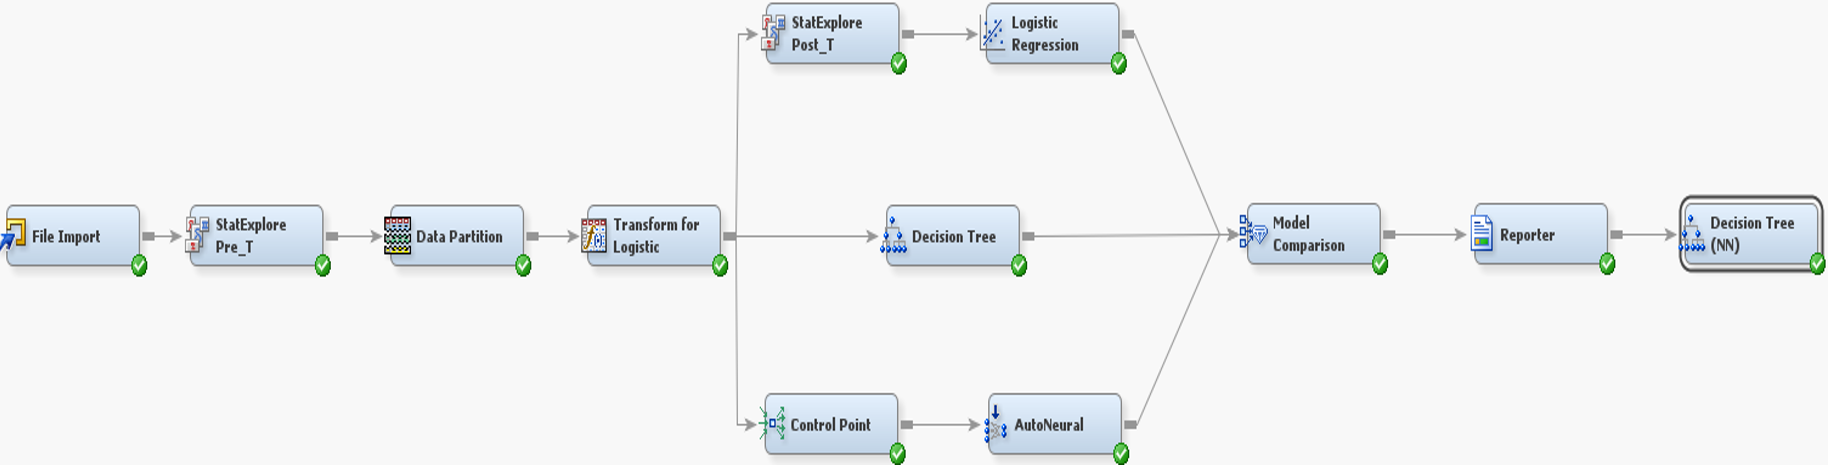 StatExplore
Post_T
Logistic
Regression
File Import
StatExplore
Pre_T
Data Partition
Transform for
Logistic
Decision Tree
Model
Comparison
Reporter
Decision Tree
(NN)
Control Point
AutoNeural